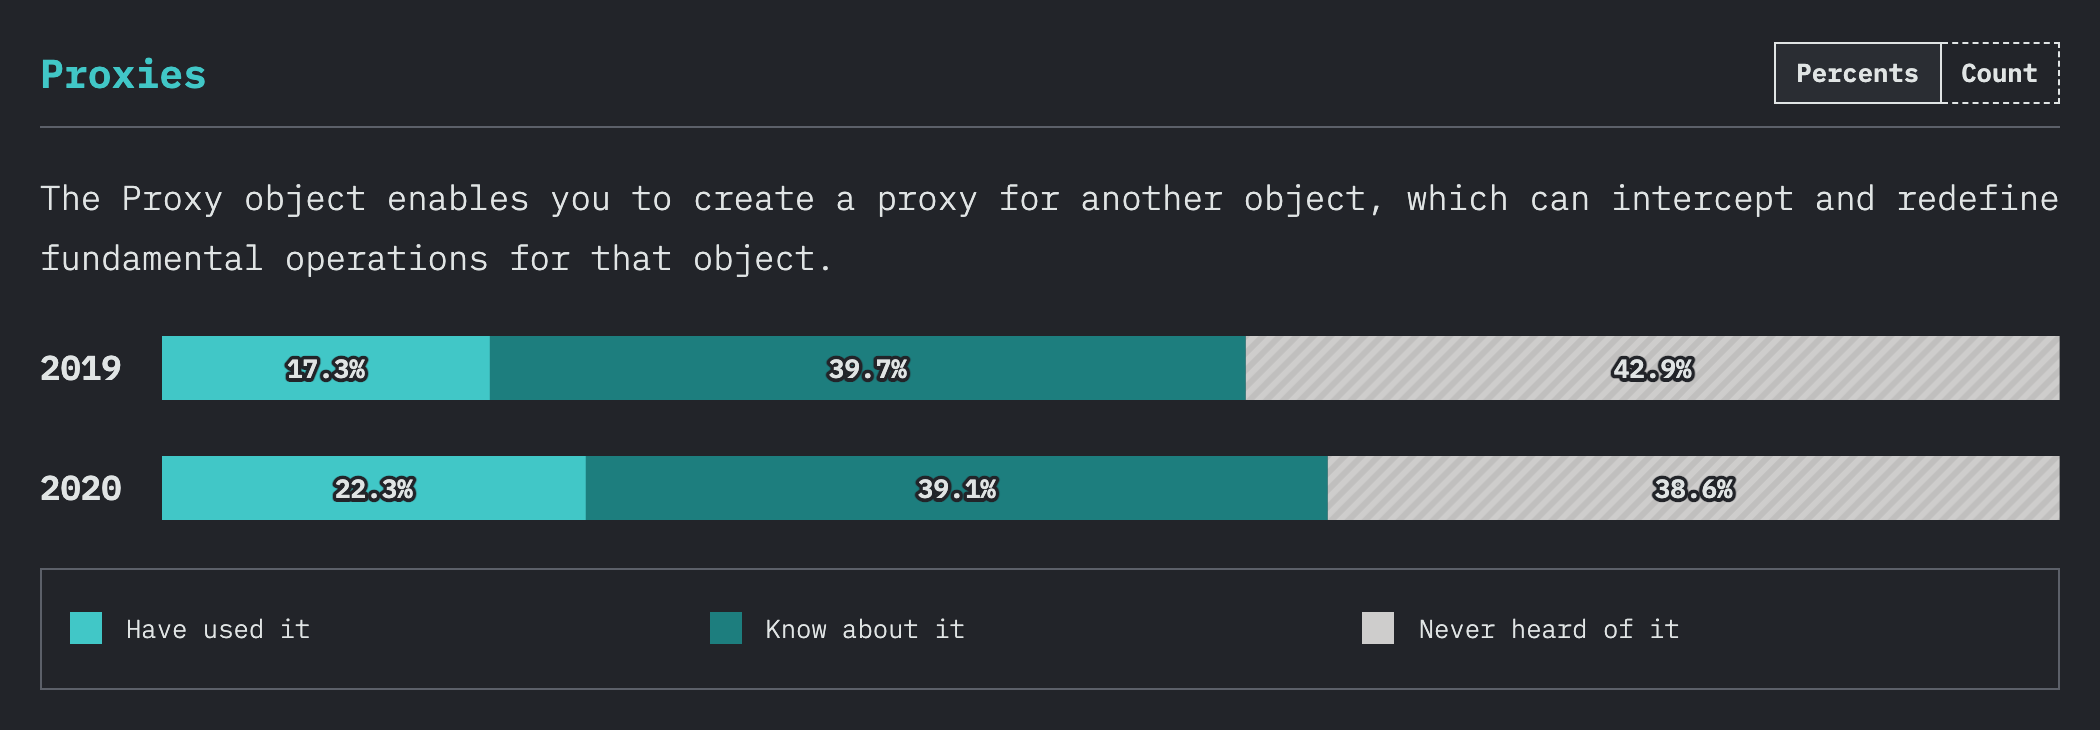 Proxies
Percents Count
The Proxy object enables you to create a proxy for another object, which can intercept and redefine
fundamental operations for that object.
2019 17.3% 39.7% 42.9%
2020 22.3% 39.1% 38.6%
Have used it Know about it Never heard of it